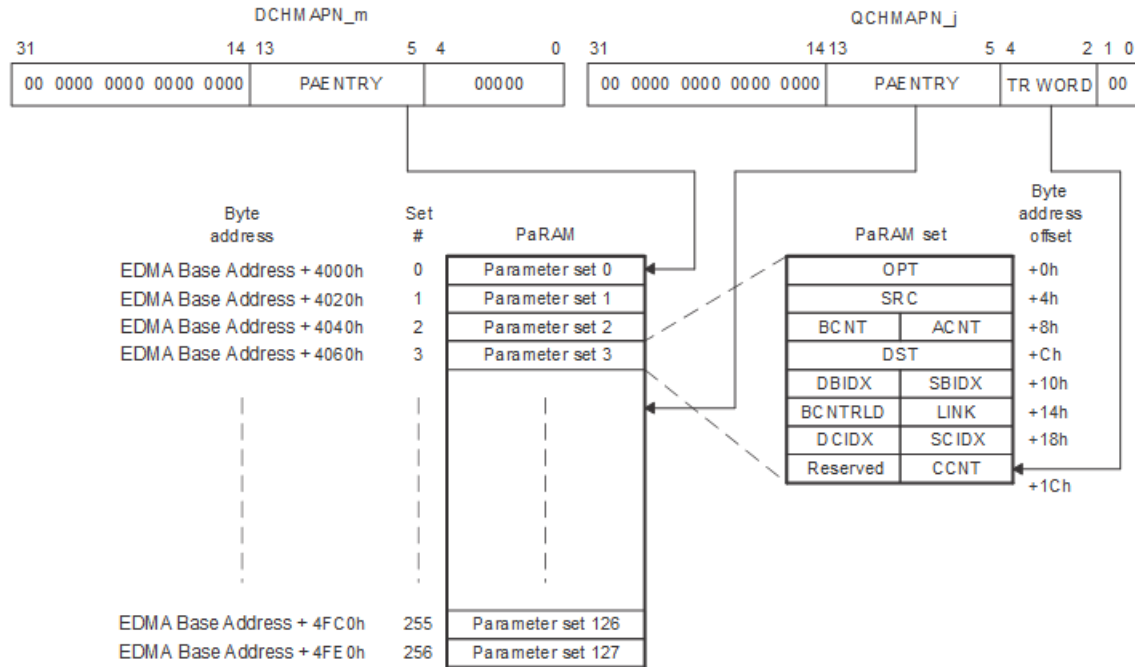 DCHMAPN_m QCHMAPN_j
31 14 13 5 4 0 31 14 13 5 4 2 1 0
00 0000 0000 0000 0000 PAENTRY 00000 00 0000 0000 0000 0000 PAENTRY TR WORD 00
Byte address Set # PaRAM PaRAM set Byte address offset
EDMA Base Address + 4000h 0 Parameter set 0 OPT +0h
EDMA Base Address + 4020h 1 Parameter set 1 SRC +4h
EDMA Base Address + 4040h 2 Parameter set 2 BCNT ACNT +8h
EDMA Base Address + 4060h 3 Parameter set 3 DST +Ch
DBIDX SBIDX +10h
BCNTRLD LINK +14h
DCIDX SCIDX +18h
Reserved CCNT +1Ch
EDMA Base Address + 4FC0h 255 Parameter set 126
EDMA Base Address + 4FE0h 256 Parameter set 127